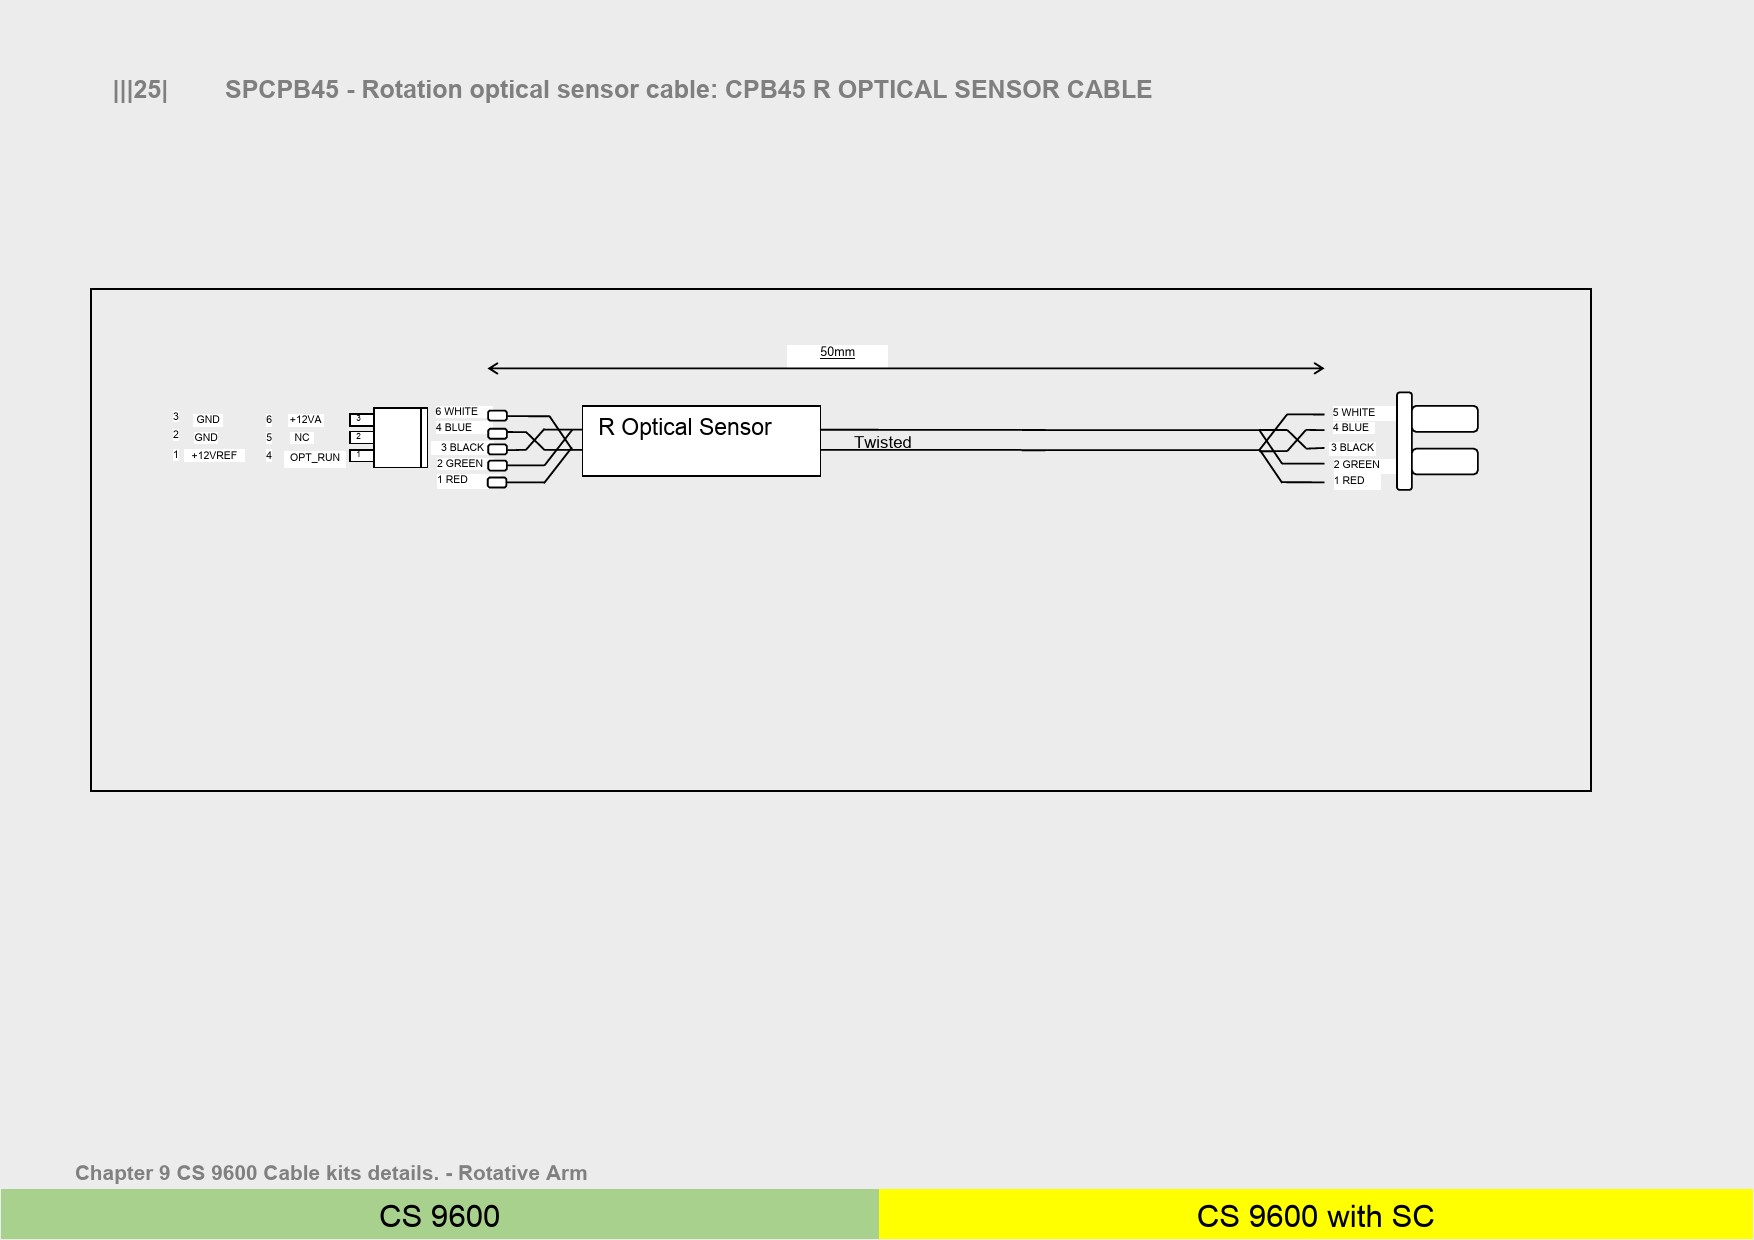 |||25| SPCPB45 - Rotation optical sensor cable: CPB45 R OPTICAL SENSOR CABLE
50mm
3 GND 6 +12VA 3
2 GND 5 NC 2
1 +12VREF 4 OPT_RUN 1
6 WHITE
4 BLUE
3 BLACK
2 GREEN
1 RED
R Optical Sensor
Twisted
5 WHITE
4 BLUE
3 BLACK
2 GREEN
1 RED
Chapter 9 CS 9600 Cable kits details. - Rotative Arm
CS 9600
CS 9600 with SC